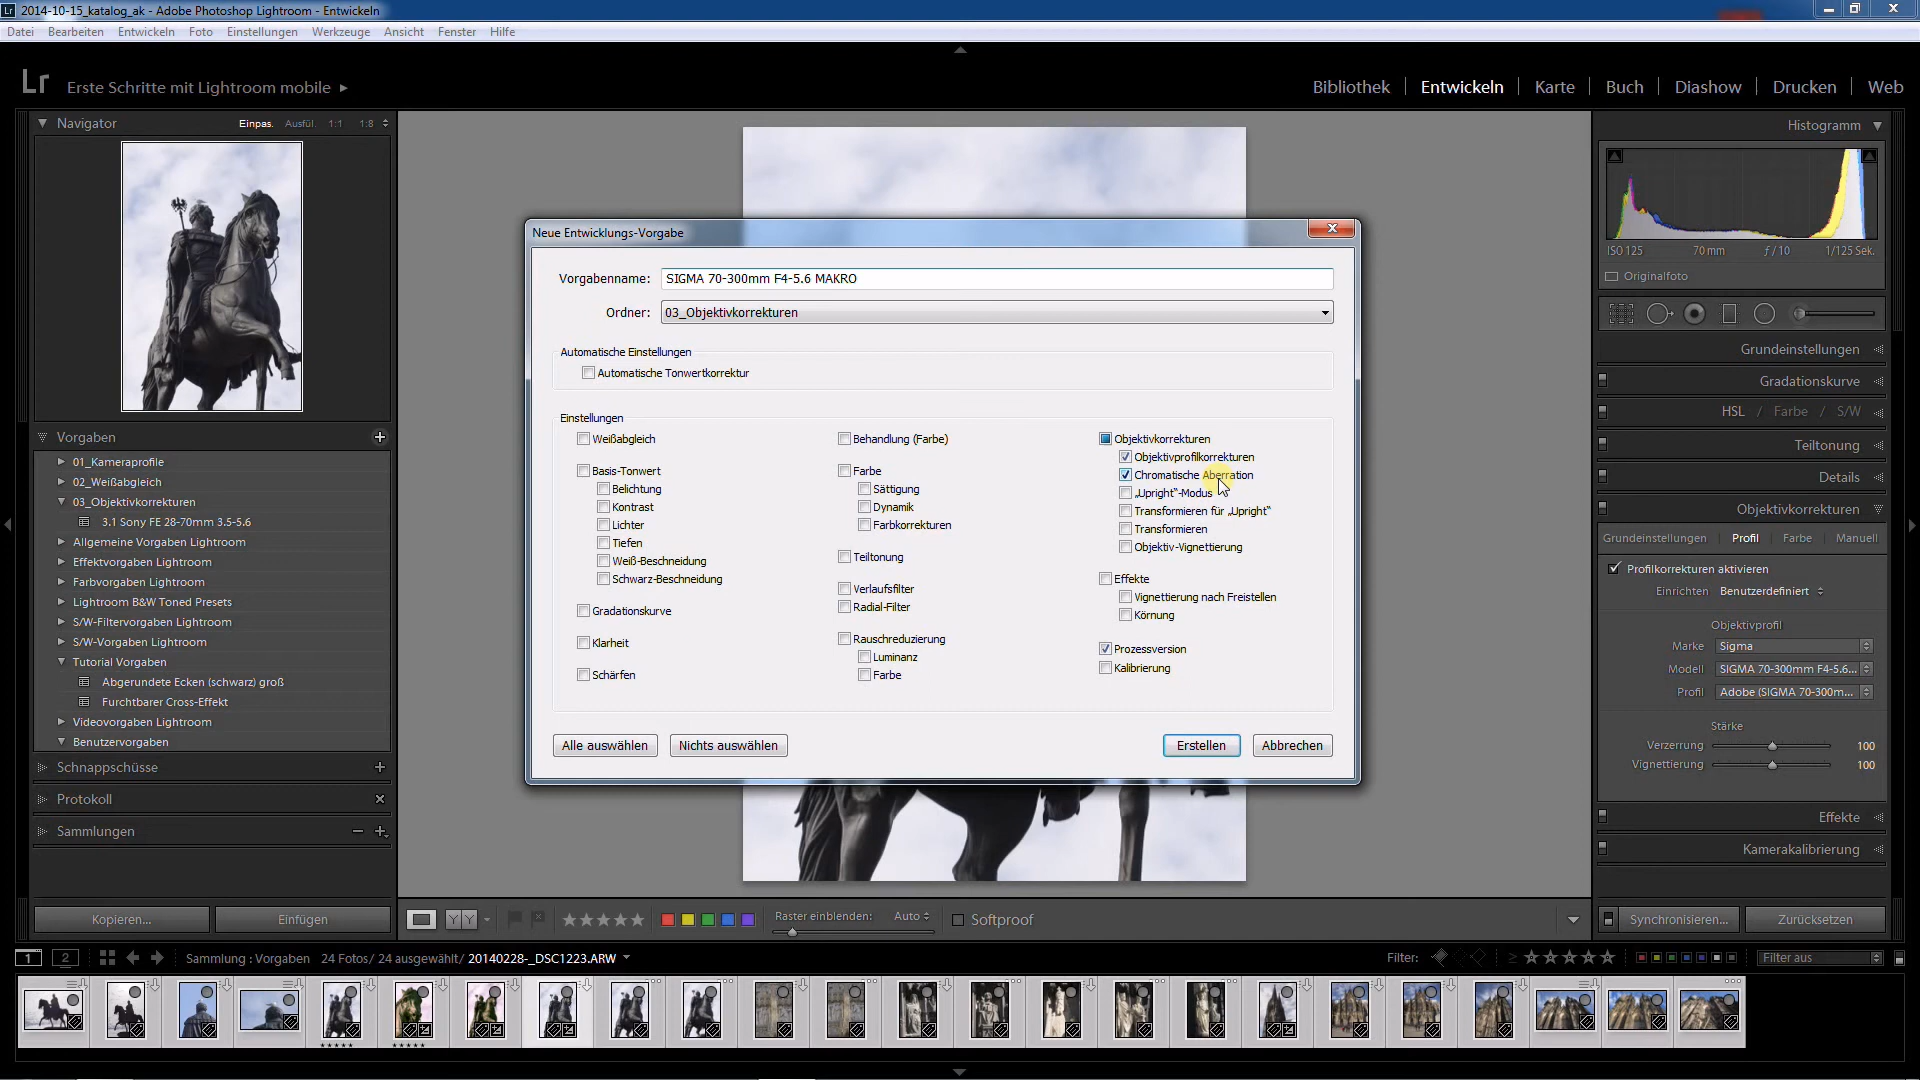 Lr 2014-10-15_katalog_ak - Adobe Photoshop Lightroom - Entwickeln
Datei Bearbeiten Entwickeln Foto Einstellungen Werkzeuge Ansicht Fenster Hilfe
Lr Erste Schritte mit Lightroom mobile
Bibliothek Entwickeln Karte Buch Diashow Drucken Web
Navigator Einpas. Ausfül. 1:1 1:8
Vorgaben +
01_Kameraprofile
02_Weißabgleich
03_Objektivkorrekturen
3.1 Sony FE 28-70mm 3.5-5.6
Allgemeine Vorgaben Lightroom
Effektvorgaben Lightroom
Farbvorgaben Lightroom
Lightroom B&W Toned Presets
S/W-Filtervorgaben Lightroom
S/W-Vorgaben Lightroom
Tutorial Vorgaben
Abgerundete Ecken (schwarz) groß
Furchtbarer Cross-Effekt
Videovorgaben Lightroom
Benutzervorgaben
Schnappschüsse +
Protokoll
Sammlungen
Kopieren... Einfügen
Neue Entwicklungs-Vorgabe
Vorgabenname: SIGMA 70-300mm F4-5.6 MAKRO
Ordner: 03_Objektivkorrekturen
Automatische Einstellungen
Automatische Tonwertkorrektur
Einstellungen
Weißabgleich
Basis-Tonwert
Belichtung
Kontrast
Lichter
Tiefen
Weiß-Beschneidung
Schwarz-Beschneidung
Gradationskurve
Klarheit
Schärfen
Behandlung (Farbe)
Farbe
Sättigung
Dynamik
Farbkorrekturen
Teiltonung
Verlaufsfilter
Radial-Filter
Rauschreduzierung
Luminanz
Farbe
Objektivkorrekturen
Objektivprofilkorrekturen
Chromatische Aberration
„Upright“-Modus
Transformieren für „Upright“
Transformieren
Objektiv-Vignettierung
Effekte
Vignettierung nach Freistellen
Körnung
Prozessversion
Kalibrierung
Alle auswählen Nichts auswählen Erstellen Abbrechen
Histogramm
ISO 125 70 mm ƒ / 10 1/125 Sek.
Originalfoto
Grundeinstellungen
Gradationskurve
HSL / Farbe / S/W
Teiltonung
Details
Objektivkorrekturen
Grundeinstellungen Profil Farbe Manuell
Profilkorrekturen aktivieren
Einrichten Benutzerdefiniert
Objektivprofil
Marke Sigma
Modell SIGMA 70-300mm F4-5.6...
Profil Adobe (SIGMA 70-300m...
Stärke
Verzerrung 100
Vignettierung 100
Effekte
Kamerakalibrierung
Synchronisieren... Zurücksetzen
Y Y Raster einblenden: Auto Softproof
1 2 Sammlung : Vorgaben 24 Fotos/ 24 ausgewählt/ 20140228-_DSC1223.ARW Filter: ≥ Filter aus